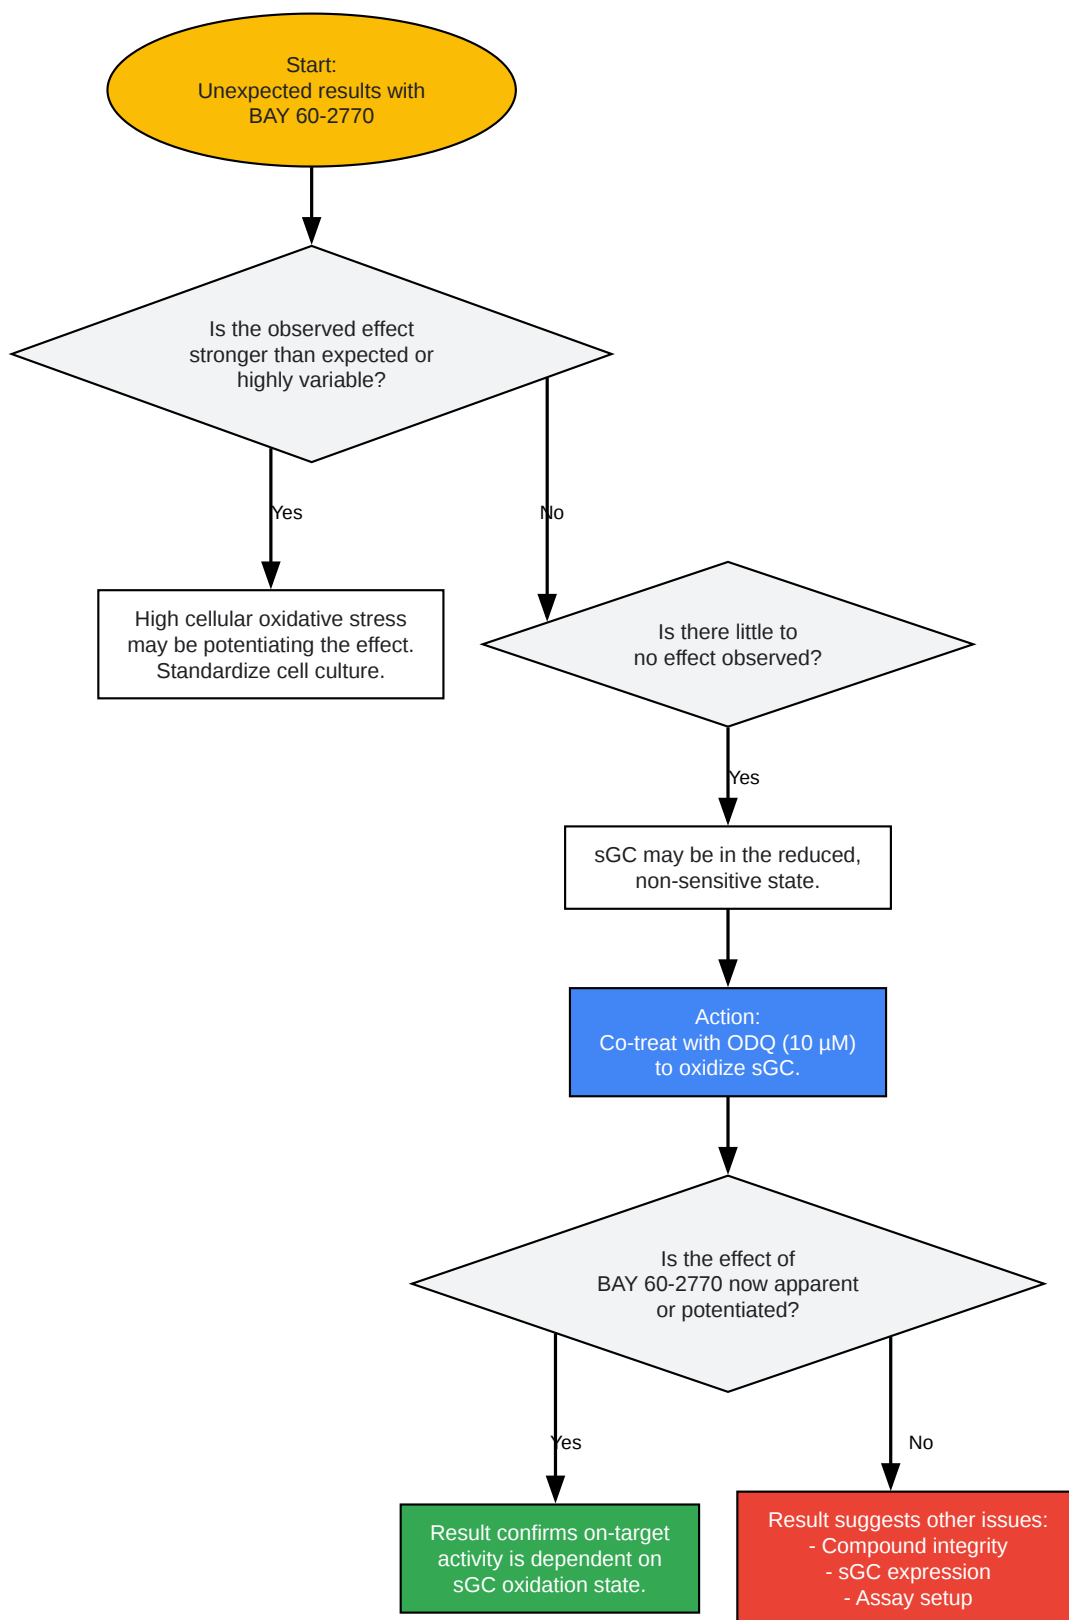 Start:
Unexpected results with
BAY 60-2770
Is the observed effect
stronger than expected or
highly variable?
Yes
No
High cellular oxidative stress
may be potentiating the effect.
Standardize cell culture.
Is there little to
no effect observed?
Yes
sGC may be in the reduced,
non-sensitive state.
Action:
Co-treat with ODQ (10 µM)
to oxidize sGC.
Is the effect of
BAY 60-2770 now apparent
or potentiated?
Yes
No
Result confirms on-target
activity is dependent on
sGC oxidation state.
Result suggests other issues:
- Compound integrity
- sGC expression
- Assay setup